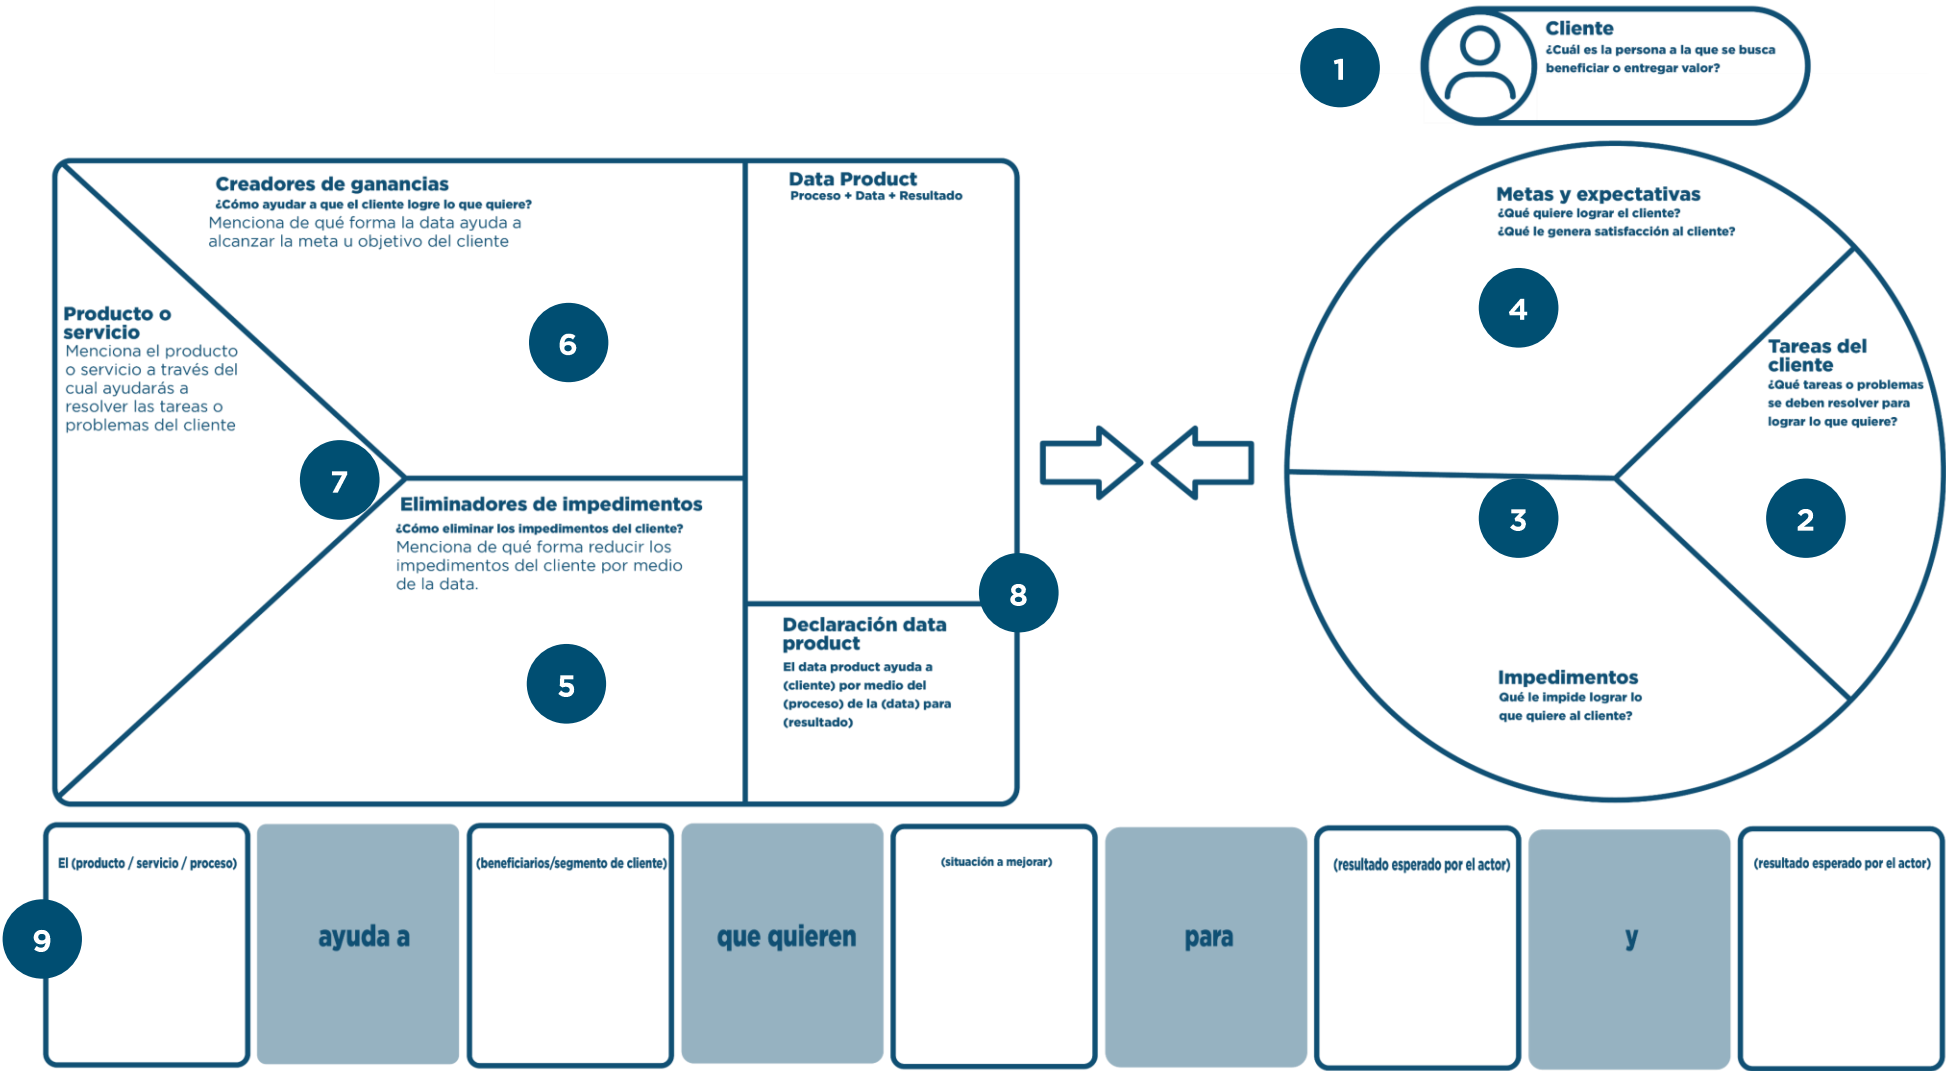 1
Cliente
¿Cuál es la persona a la que se busca
beneficiar o entregar valor?
Creadores de ganancias
¿Cómo ayudar a que el cliente logre lo que quiere?
Menciona de qué forma la data ayuda a
alcanzar la meta u objetivo del cliente
6
Producto o
servicio
Menciona el producto
o servicio a través del
cual ayudarás a
resolver las tareas o
problemas del cliente
7
Eliminadores de impedimentos
¿Cómo eliminar los impedimentos del cliente?
Menciona de qué forma reducir los
impedimentos del cliente por medio
de la data.
5
Data Product
Proceso + Data + Resultado
8
Declaración data
product
El data product ayuda a
(cliente) por medio del
(proceso) de la (data) para
(resultado)
Metas y expectativas
¿Qué quiere lograr el cliente?
¿Qué le genera satisfacción al cliente?
4
Tareas del
cliente
¿Qué tareas o problemas
se deben resolver para
lograr lo que quiere?
2
3
Impedimentos
Qué le impide lograr lo
que quiere al cliente?
9
El (producto / servicio / proceso)
ayuda a
(beneficiarios/segmento de cliente)
que quieren
(situación a mejorar)
para
(resultado esperado por el actor)
y
(resultado esperado por el actor)